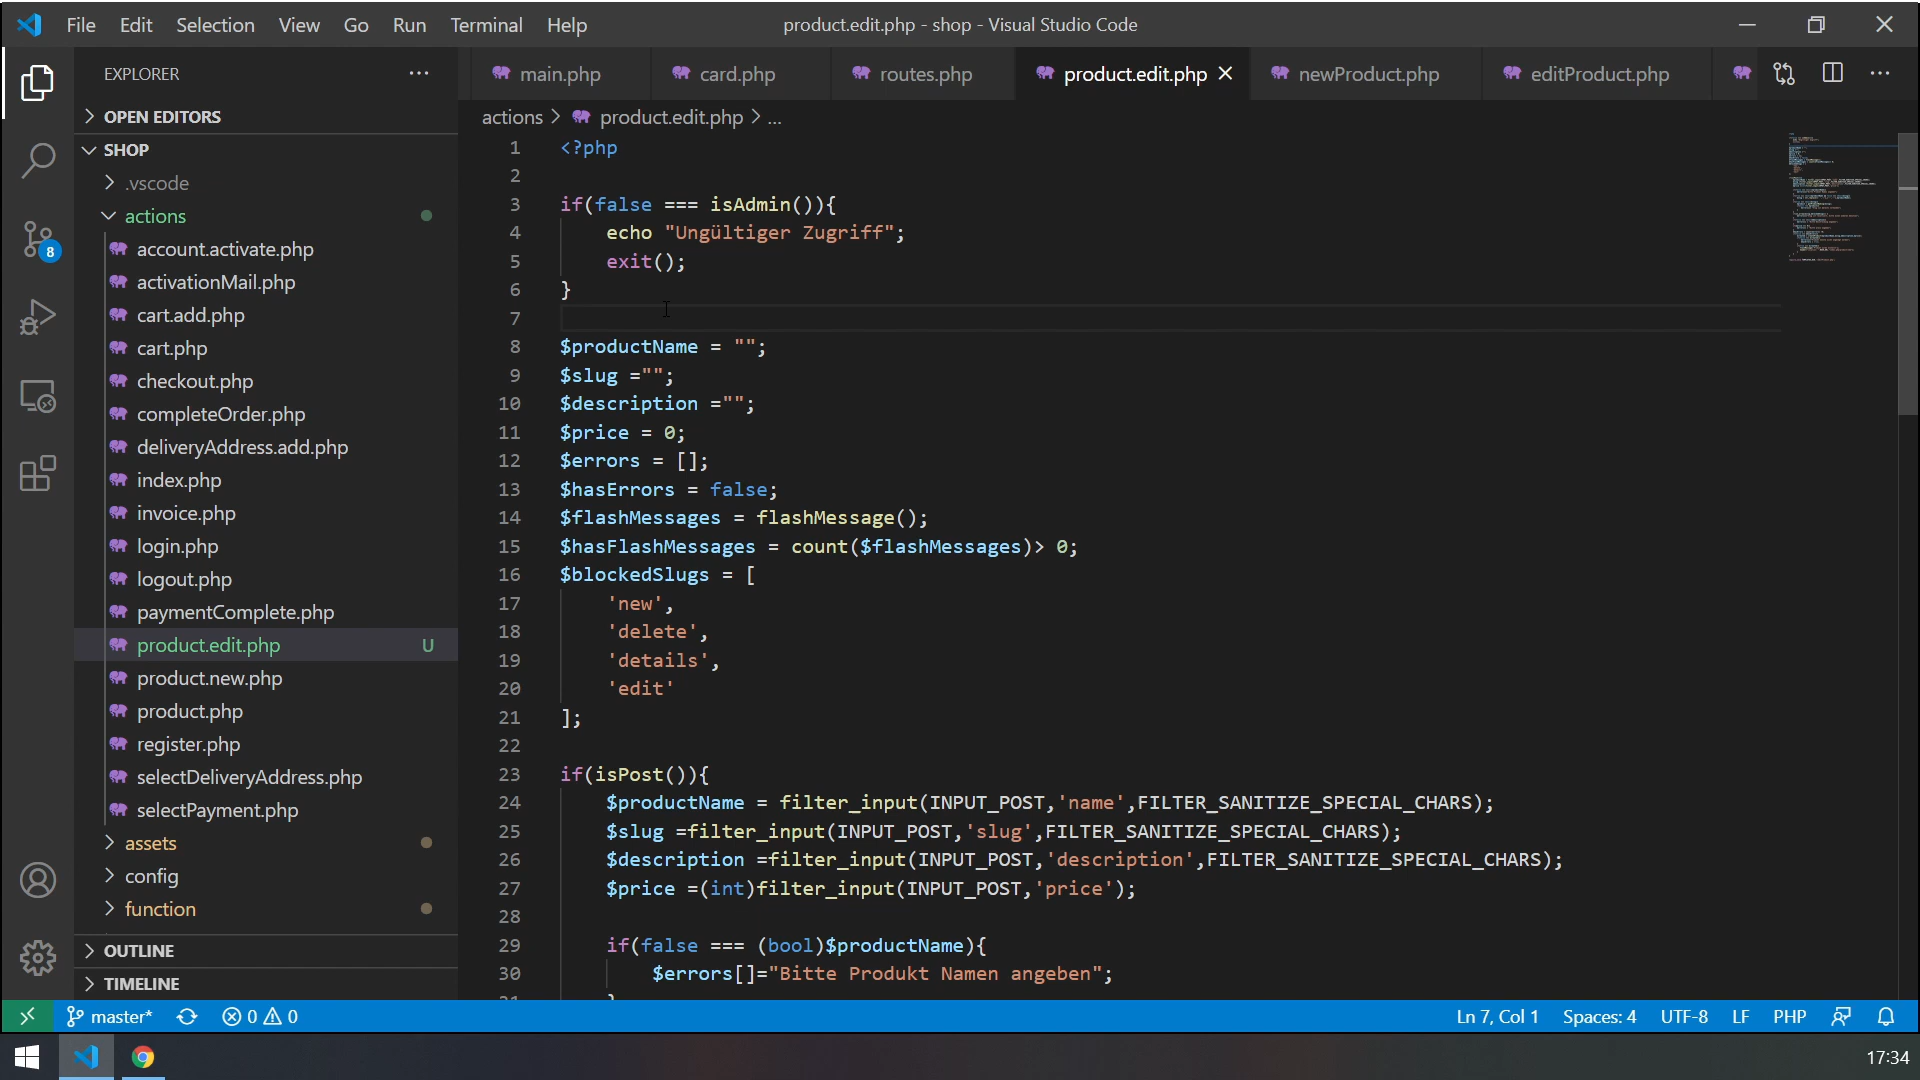 File Edit Selection View Go Run Terminal Help
product.edit.php - shop - Visual Studio Code
EXPLORER
main.php
card.php
routes.php
product.edit.php
newProduct.php
editProduct.php
OPEN EDITORS
SHOP
.vscode
actions
account.activate.php
activationMail.php
cart.add.php
cart.php
checkout.php
completeOrder.php
deliveryAddress.add.php
index.php
invoice.php
login.php
logout.php
paymentComplete.php
product.edit.php U
product.new.php
product.php
register.php
selectDeliveryAddress.php
selectPayment.php
assets
config
function
OUTLINE
TIMELINE
8
actions > product.edit.php > ...
1 <?php
2
3 if(false === isAdmin()){
4 echo "Ungültiger Zugriff";
5 exit();
6 }
7
8 $productName = "";
9 $slug ="";
10 $description ="";
11 $price = 0;
12 $errors = [];
13 $hasErrors = false;
14 $flashMessages = flashMessage();
15 $hasFlashMessages = count($flashMessages)> 0;
16 $blockedSlugs = [
17 'new',
18 'delete',
19 'details',
20 'edit'
21 ];
22
23 if(isPost()){
24 $productName = filter_input(INPUT_POST,'name',FILTER_SANITIZE_SPECIAL_CHARS);
25 $slug =filter_input(INPUT_POST,'slug',FILTER_SANITIZE_SPECIAL_CHARS);
26 $description =filter_input(INPUT_POST,'description',FILTER_SANITIZE_SPECIAL_CHARS);
27 $price =(int)filter_input(INPUT_POST,'price');
28
29 if(false === (bool)$productName){
30 $errors[]="Bitte Produkt Namen angeben";
master* 0 0
Ln 7, Col 1 Spaces: 4 UTF-8 LF PHP
17:34